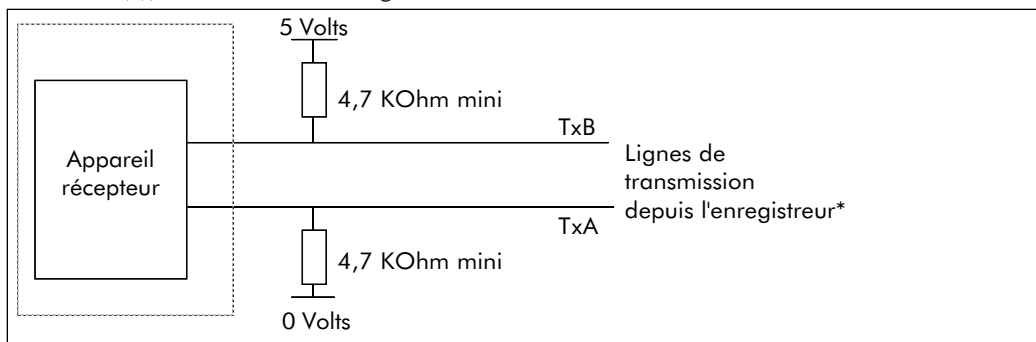 5 Volts
4,7 KOhm mini
TxB
Appareil
récepteur
Lignes de
transmission
depuis l'enregistreur*
TxA
4,7 KOhm mini
0 Volts